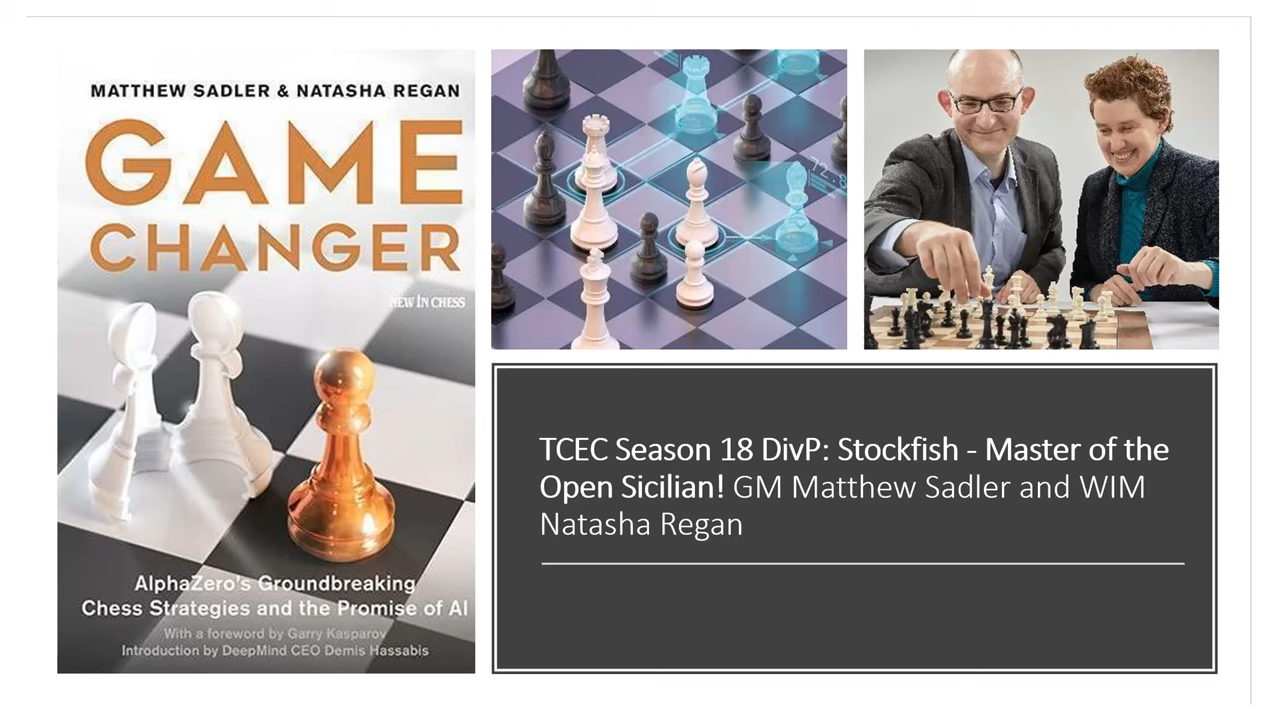 MATTHEW SADLER & NATASHA REGAN
GAME
CHANGER
NEW IN CHESS
AlphaZero's Groundbreaking
Chess Strategies and the Promise of AI
With a foreword by Garry Kasparov
Introduction by DeepMind CEO Demis Hassabis
72.8
TCEC Season 18 DivP: Stockfish - Master of the
Open Sicilian! GM Matthew Sadler and WIM
Natasha Regan